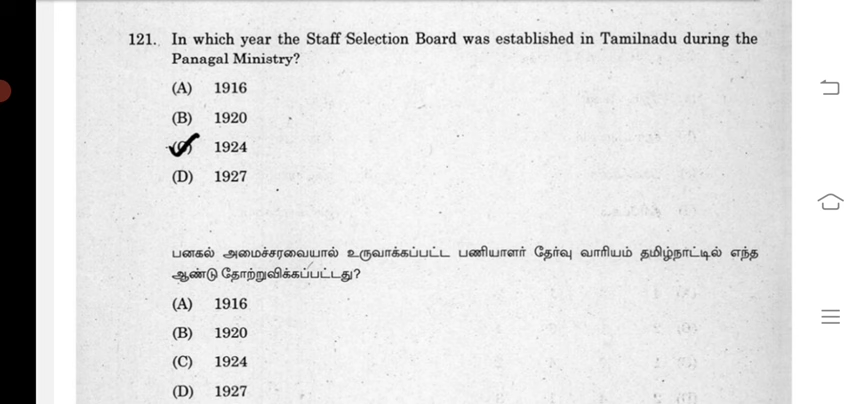 121. In which year the Staff Selection Board was established in Tamilnadu during the
Panagal Ministry?
(A) 1916
(B) 1920
(C) 1924
(D) 1927
பனகல் அமைச்சரவையால் உருவாக்கப்பட்ட பணியாளர் தேர்வு வாரியம் தமிழ்நாட்டில் எந்த
ஆண்டு தோற்றுவிக்கப்பட்டது?
(A) 1916
(B) 1920
(C) 1924
(D) 1927